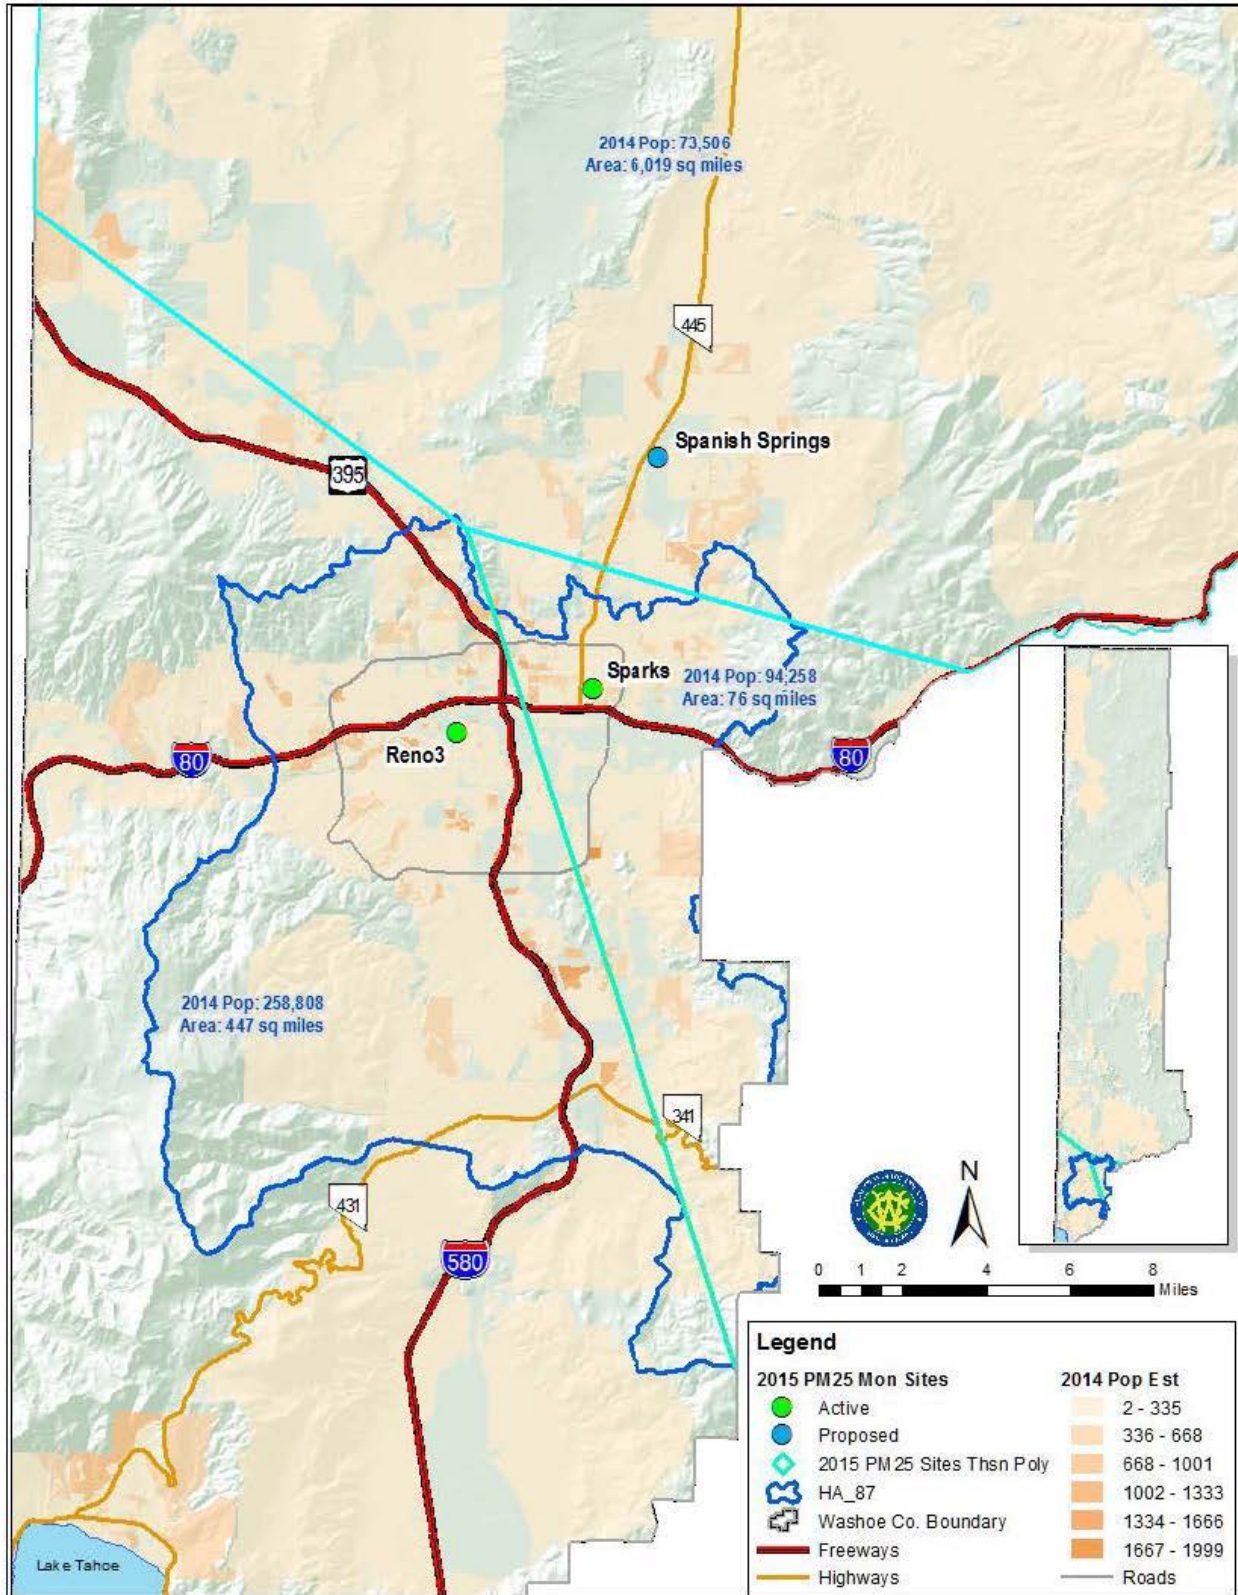 2014 Pop: 73,506
Area: 6,019 sq miles
445
Spanish Springs
395
Sparks
2014 Pop: 94,258
Area: 76 sq miles
80
Reno3
80
2014 Pop: 258,808
Area: 447 sq miles
341
431
N
580
0 1 2 4 6 8
Miles
Legend
2015 PM25 Mon Sites
Active
Proposed
2015 PM25 Sites Thsn Poly
HA_87
Washoe Co. Boundary
Freeways
Highways
2014 Pop Est
2 - 335
336 - 668
668 - 1001
1002 - 1333
1334 - 1666
1667 - 1999
Roads
Lake Tahoe